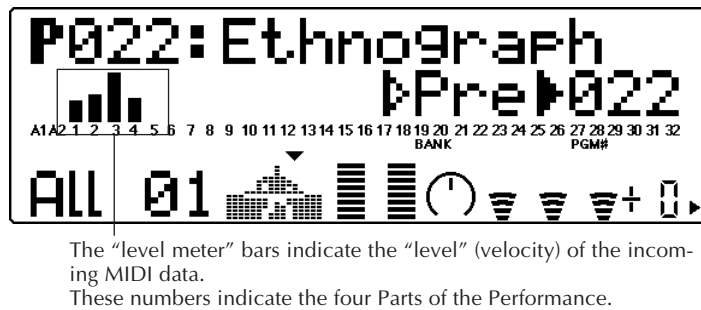 P022:Ethnograph
▷Pre▶022
A1 A2 1 2 3 4 5 6 7 8 9 10 11 12 13 14 15 16 17 18 19 20 21 22 23 24 25 26 27 28 29 30 31 32
BANK PGM#
All 01 + 0
The “level meter” bars indicate the “level” (velocity) of the incom-
ing MIDI data.
These numbers indicate the four Parts of the Performance.